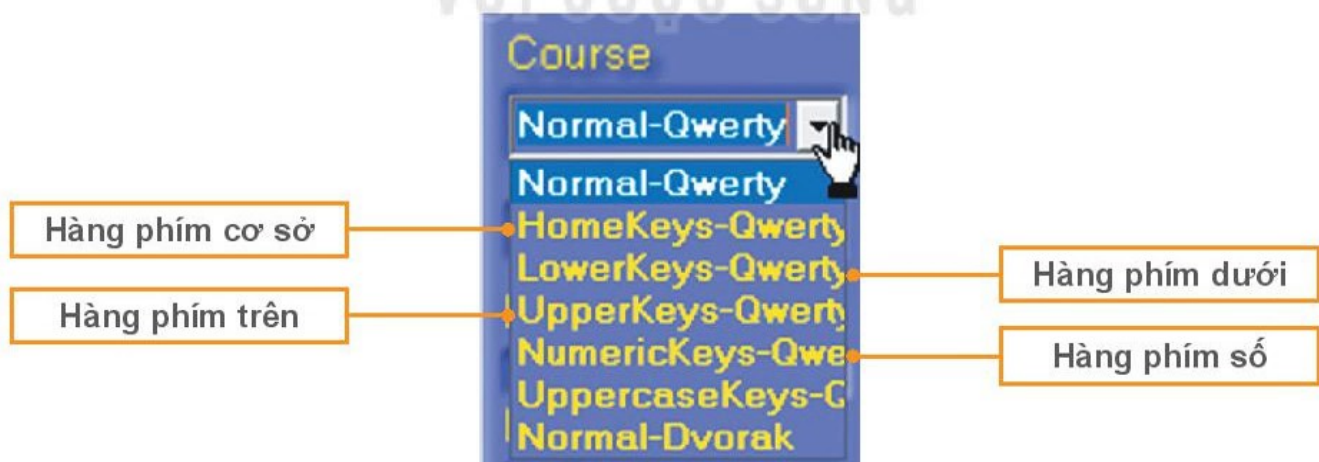 Course
Normal-Qwerty
Normal-Qwerty
Hàng phím cơ sở
HomeKeys-Qwerty
LowerKeys-Qwerty
Hàng phím dưới
Hàng phím trên
UpperKeys-Qwerty
NumericKeys-Qwe
Hàng phím số
UppercaseKeys-Q
Normal-Dvorak